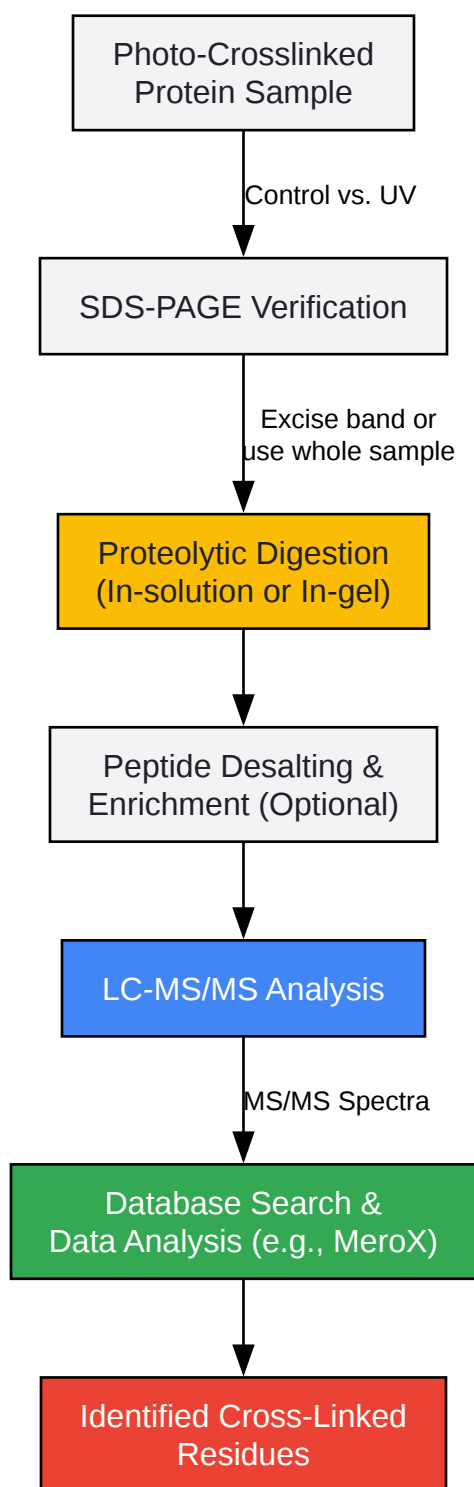 Photo-Crosslinked
Protein Sample
Control vs. UV
SDS-PAGE Verification
Excise band or
use whole sample
Proteolytic Digestion
(In-solution or In-gel)
Peptide Desalting &
Enrichment (Optional)
LC-MS/MS Analysis
MS/MS Spectra
Database Search &
Data Analysis (e.g., MeroX)
Identified Cross-Linked
Residues